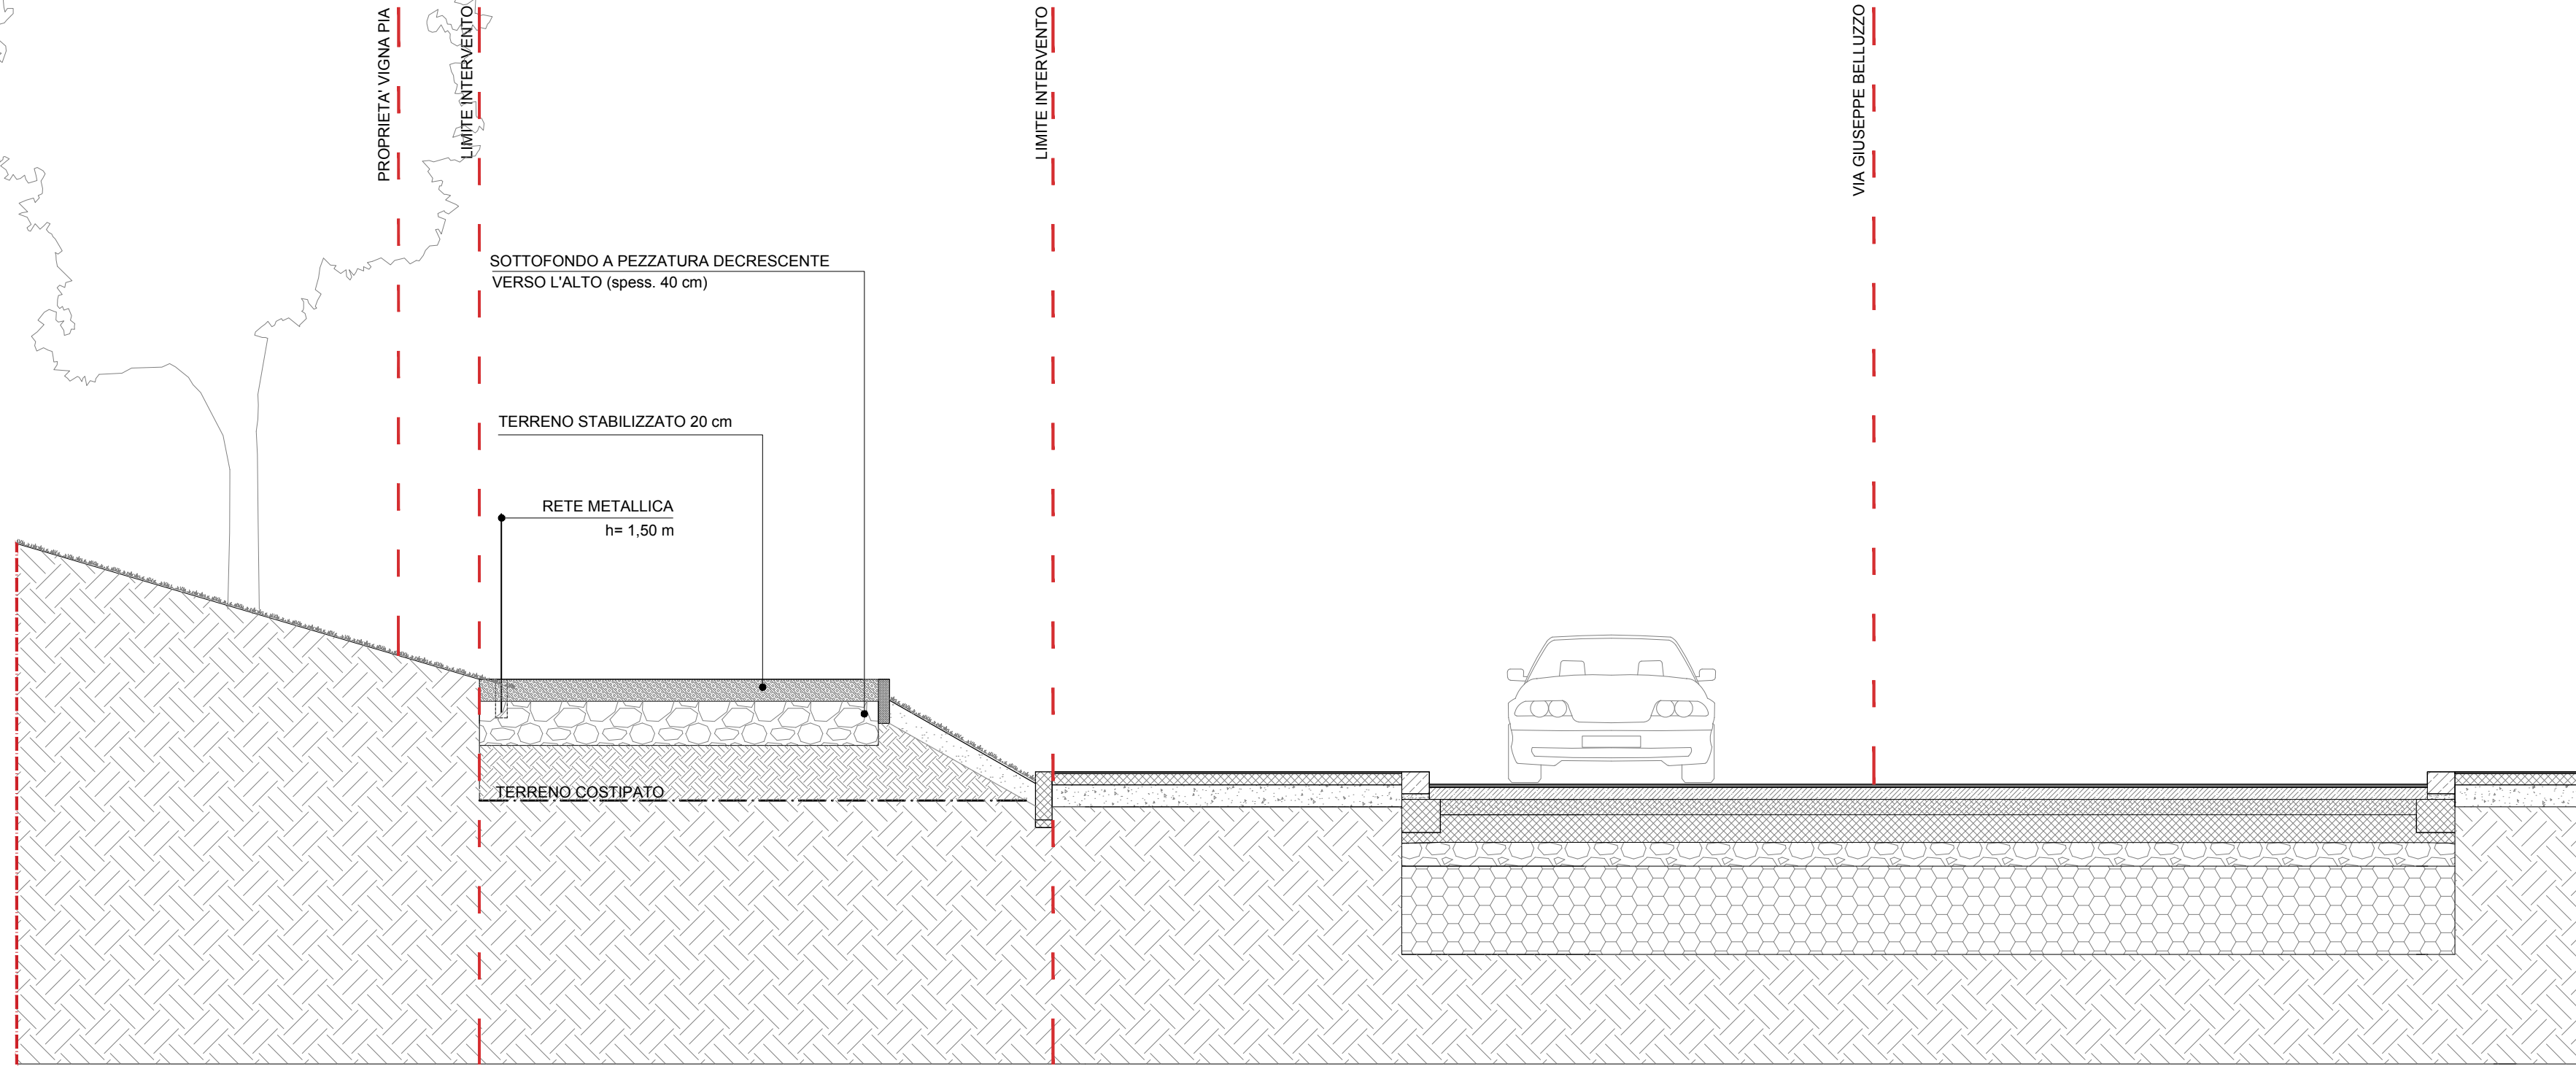 PROPRIETA' VIGNA PIA
LIMITE INTERVENTO
LIMITE INTERVENTO
VIA GIUSEPPE BELLUZZO
SOTTOFONDO A PEZZATURA DECRESCENTE
VERSO L'ALTO (spess. 40 cm)
TERRENO STABILIZZATO 20 cm
RETE METALLICA
h= 1,50 m
TERRENO COSTIPATO